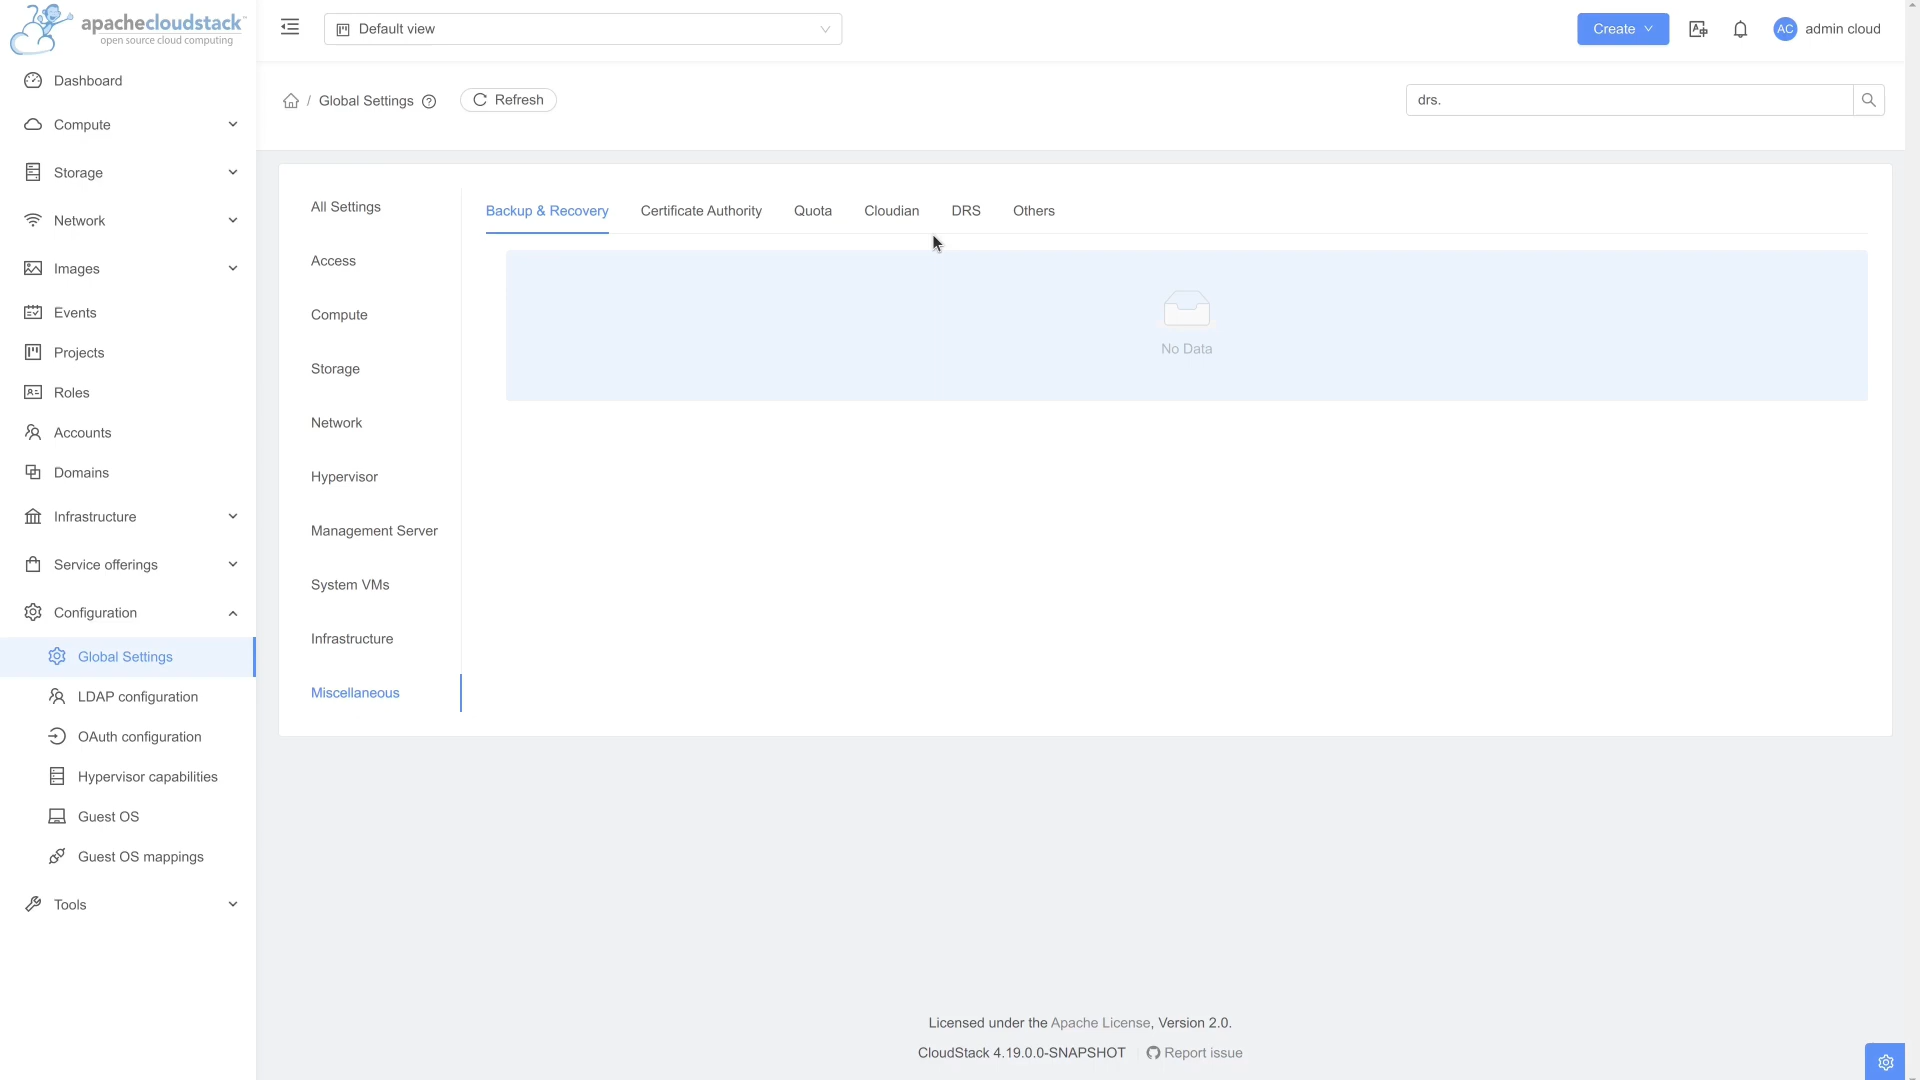 apachecloudstack™
open source cloud computing
Default view
Create
AC
admin cloud
Dashboard
Compute
Storage
Network
Images
Events
Projects
Roles
Accounts
Domains
Infrastructure
Service offerings
Configuration
Global Settings
LDAP configuration
OAuth configuration
Hypervisor capabilities
Guest OS
Guest OS mappings
Tools
/ Global Settings
Refresh
drs.
All Settings
Access
Compute
Storage
Network
Hypervisor
Management Server
System VMs
Infrastructure
Miscellaneous
Backup & Recovery
Certificate Authority
Quota
Cloudian
DRS
Others
No Data
Licensed under the Apache License, Version 2.0.
CloudStack 4.19.0.0-SNAPSHOT
Report issue